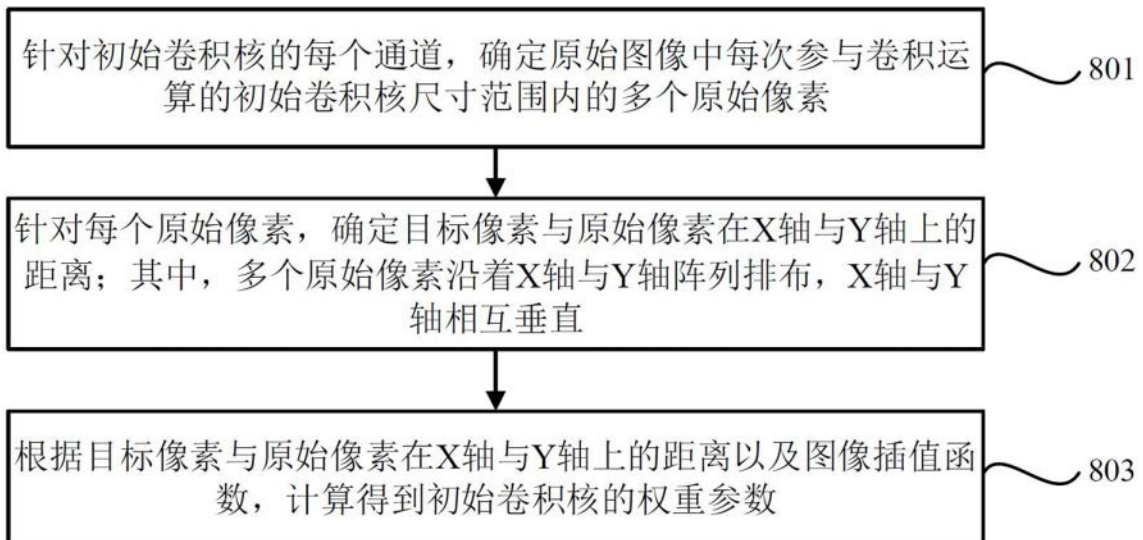 针对初始卷积核的每个通道，确定原始图像中每次参与卷积运
算的初始卷积核尺寸范围内的多个原始像素
801
针对每个原始像素，确定目标像素与原始像素在X轴与Y轴上的
距离；其中，多个原始像素沿着X轴与Y轴阵列排布，X轴与Y
轴相互垂直
802
根据目标像素与原始像素在X轴与Y轴上的距离以及图像插值函
数，计算得到初始卷积核的权重参数
803